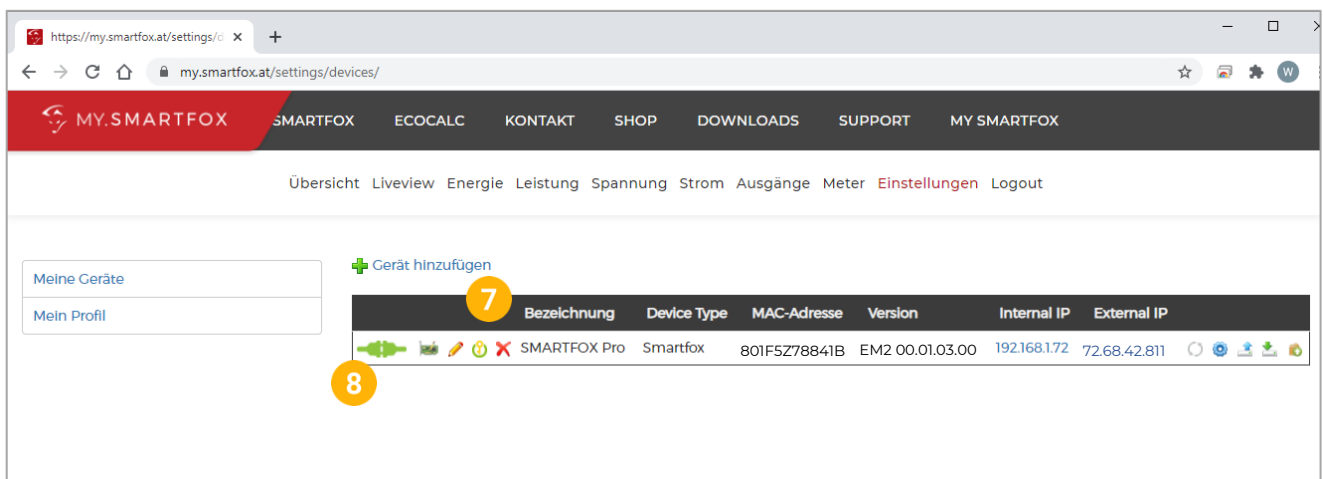 https://my.smartfox.at/settings/d
my.smartfox.at/settings/devices/
W
MY.SMARTFOX
SMARTFOX ECOCALC KONTAKT SHOP DOWNLOADS SUPPORT MY SMARTFOX
Übersicht Liveview Energie Leistung Spannung Strom Ausgänge Meter Einstellungen Logout
Meine Geräte
Mein Profil
Gerät hinzufügen
7
Bezeichnung Device Type MAC-Adresse Version Internal IP External IP
SMARTFOX Pro Smartfox 801F5Z78841B EM2 00.01.03.00 192.168.1.72 72.68.42.811
8